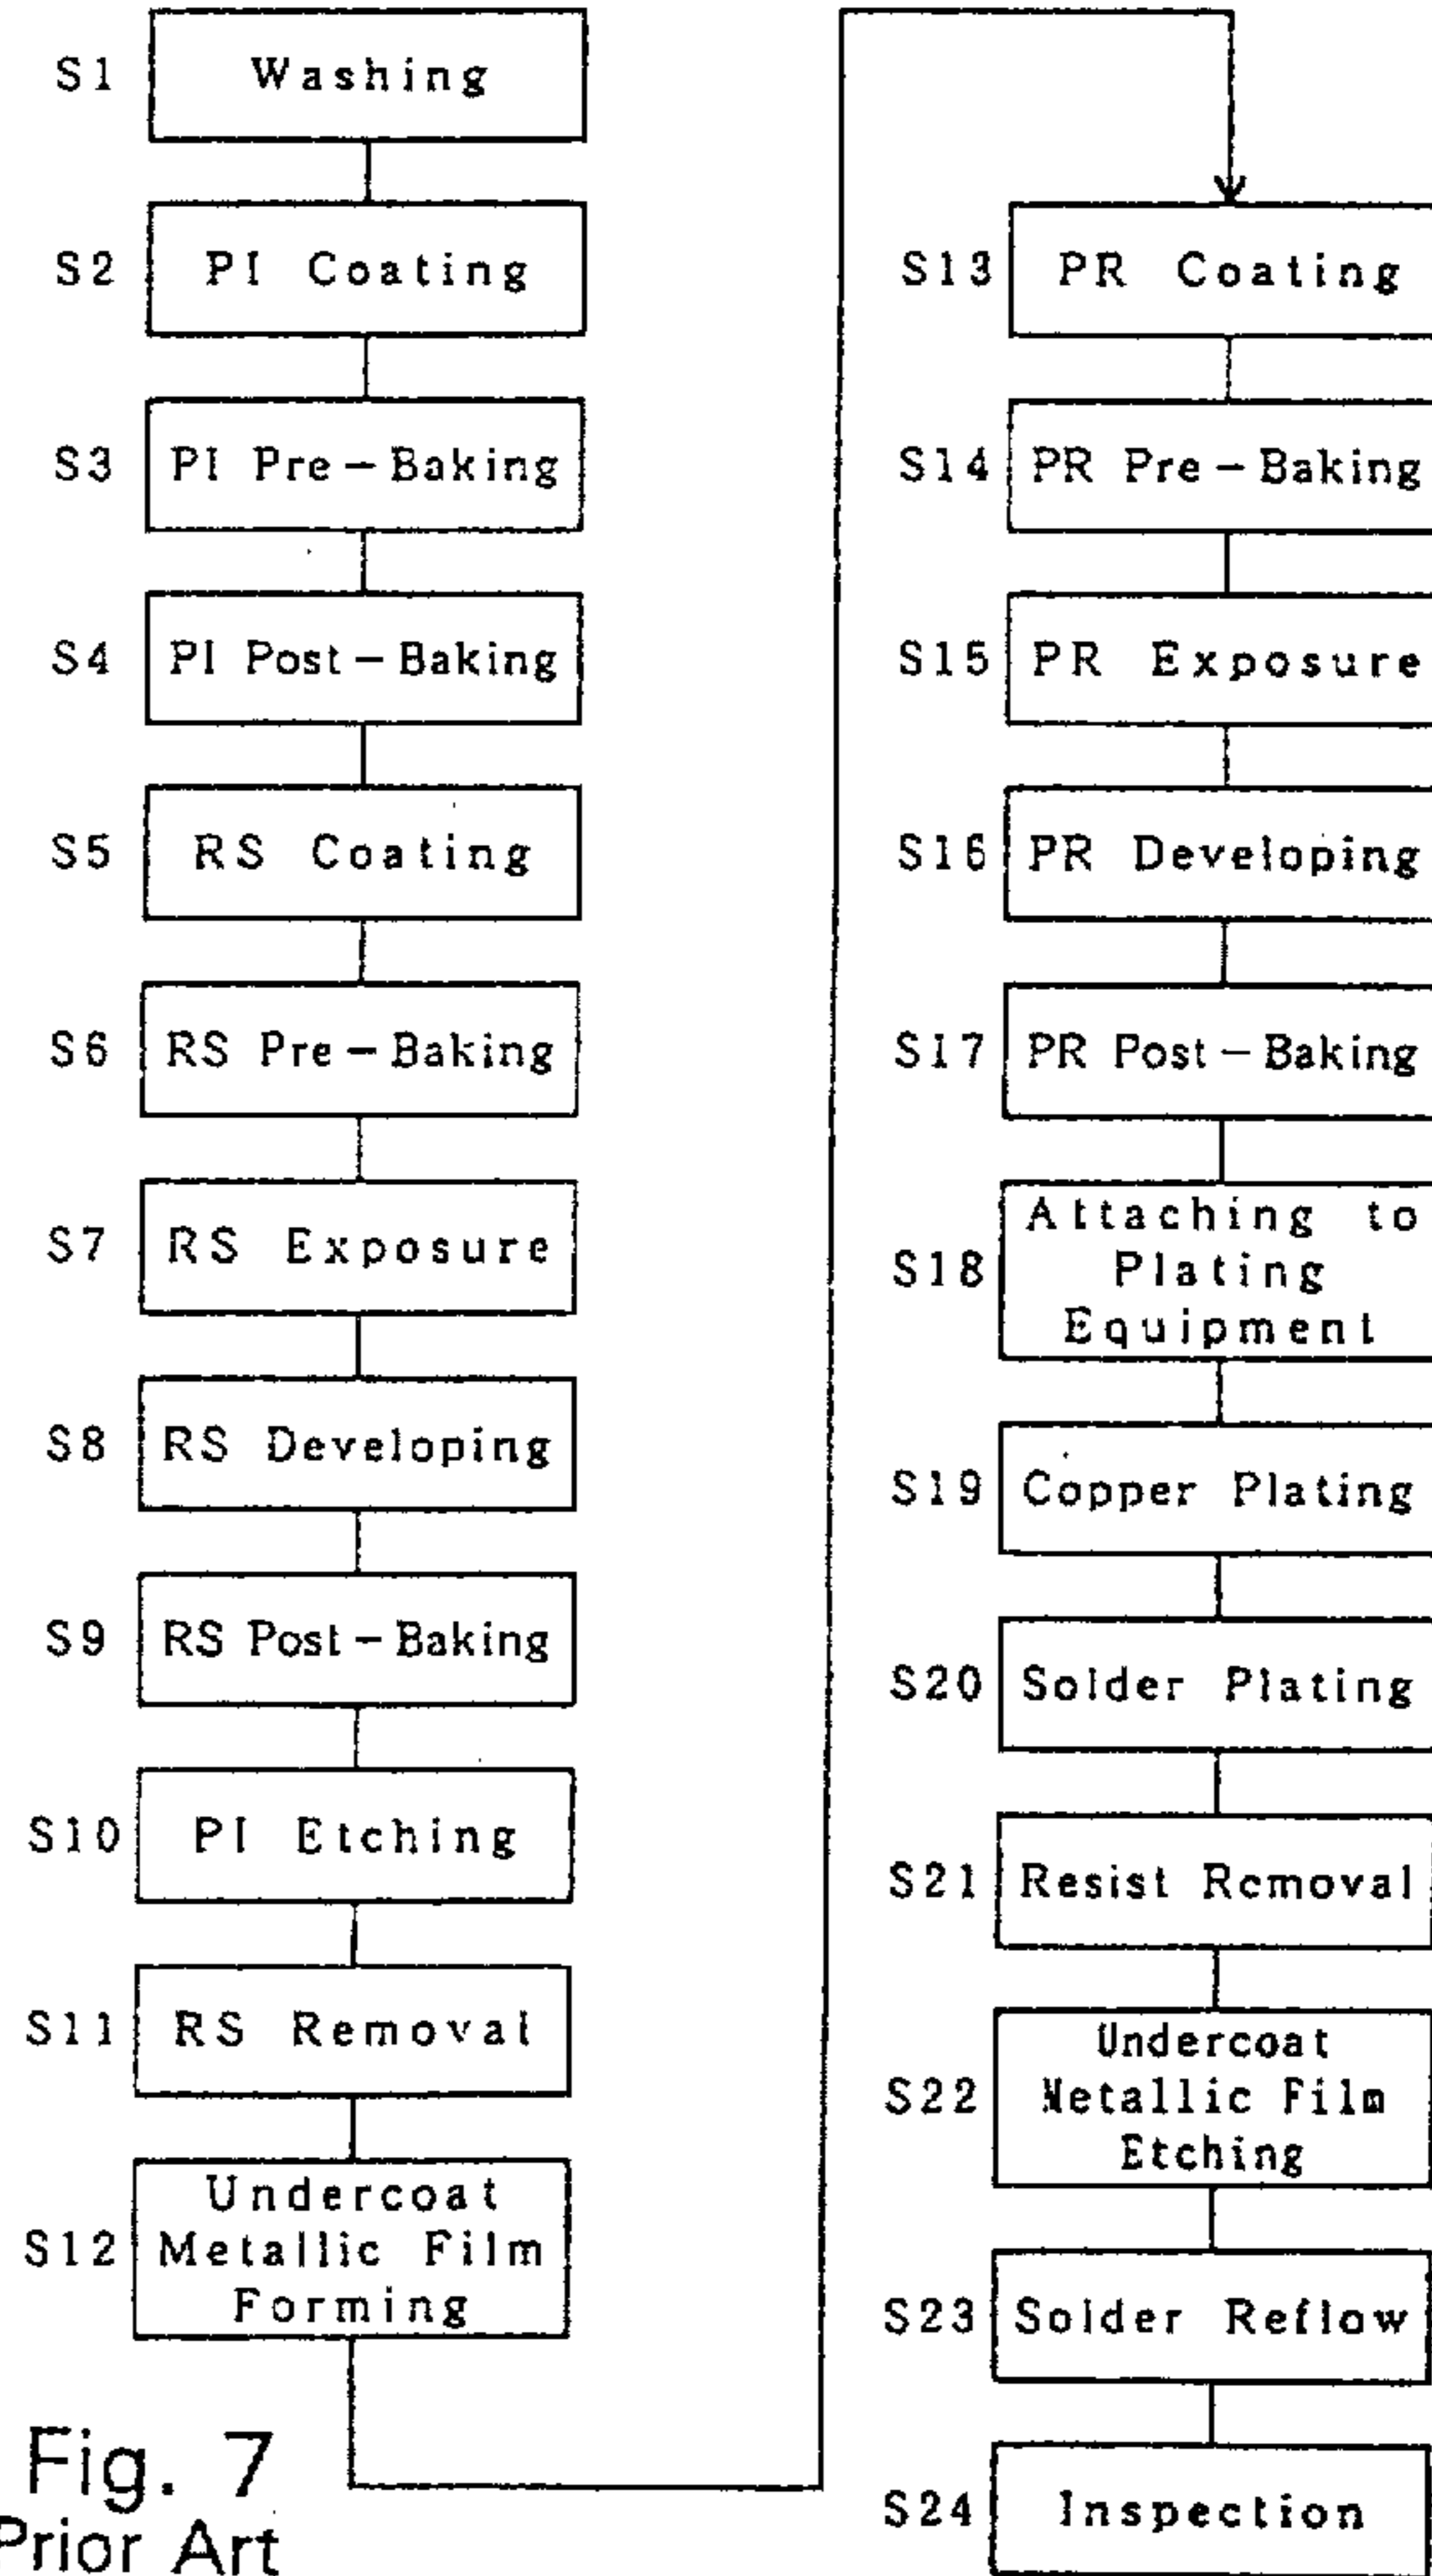 S1 Washing
S2 PI Coating
S3 PI Pre-Baking
S4 PI Post-Baking
S5 RS Coating
S6 RS Pre-Baking
S7 RS Exposure
S8 RS Developing
S9 RS Post-Baking
S10 PI Etching
S11 RS Removal
Undercoat
S12 Metallic Film
Forming
S13 PR Coating
S14 PR Pre-Baking
S15 PR Exposure
S16 PR Developing
S17 PR Post-Baking
Attaching to
S18 Plating
Equipment
S19 Copper Plating
S20 Solder Plating
S21 Resist Removal
Undercoat
S22 Metallic Film
Etching
S23 Solder Reflow
S24 Inspection
Fig. 7
Prior Art